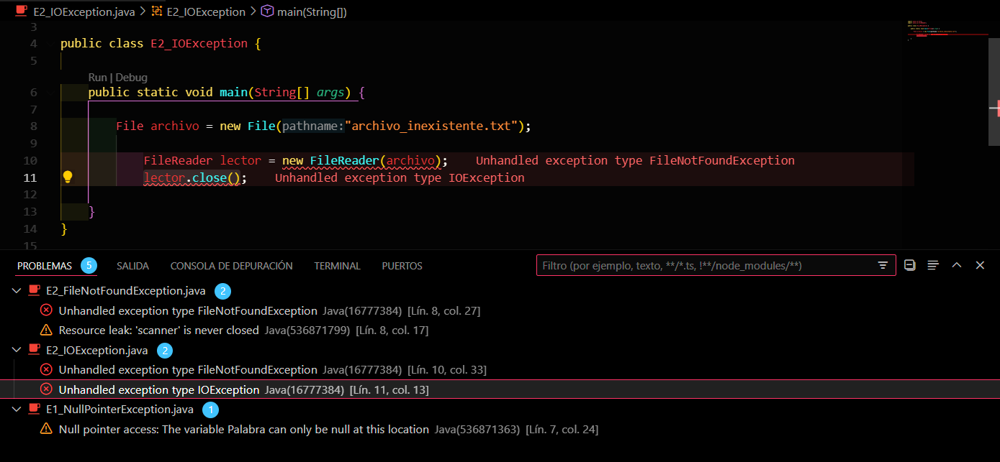 E2_IOException.java > E2_IOException > main(String[])
3
4 public class E2_IOException {
5
Run | Debug
6 public static void main(String[] args) {
7
8 File archivo = new File(pathname:"archivo_inexistente.txt");
9
10 FileReader lector = new FileReader(archivo); Unhandled exception type FileNotFoundException
11 lector.close(); Unhandled exception type IOException
12
13 }
14 }
15
PROBLEMAS 5 SALIDA CONSOLA DE DEPURACIÓN TERMINAL PUERTOS Filtro (por ejemplo, texto, **/*.ts, !**/node_modules/**)
E2_FileNotFoundException.java 2
Unhandled exception type FileNotFoundException Java(16777384) [Lín. 8, col. 27]
Resource leak: 'scanner' is never closed Java(536871799) [Lín. 8, col. 17]
E2_IOException.java 2
Unhandled exception type FileNotFoundException Java(16777384) [Lín. 10, col. 33]
Unhandled exception type IOException Java(16777384) [Lín. 11, col. 13]
E1_NullPointerException.java 1
Null pointer access: The variable Palabra can only be null at this location Java(536871363) [Lín. 7, col. 24]